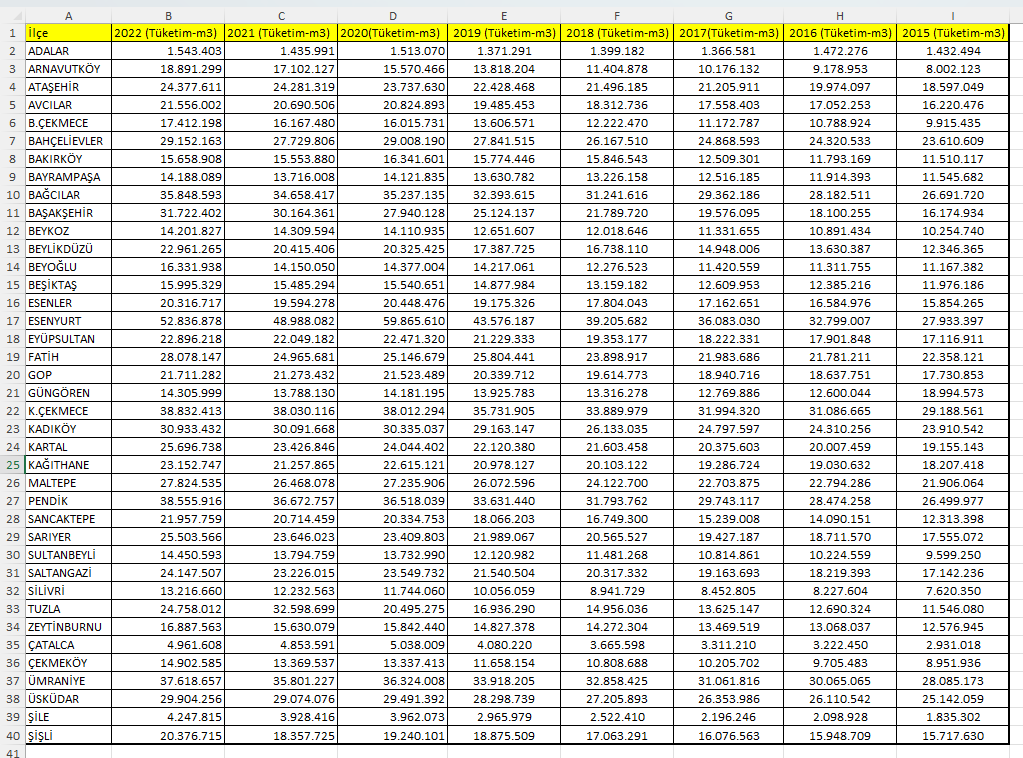 A B C D E F G H I
1 İlçe 2022 (Tüketim-m3) 2021 (Tüketim-m3) 2020(Tüketim-m3) 2019 (Tüketim-m3) 2018 (Tüketim-m3) 2017(Tüketim-m3) 2016 (Tüketim-m3) 2015 (Tüketim-m3)
2 ADALAR 1.543.403 1.435.991 1.513.070 1.371.291 1.399.182 1.366.581 1.472.276 1.432.494
3 ARNAVUTKÖY 18.891.299 17.102.127 15.570.466 13.818.204 11.404.878 10.176.132 9.178.953 8.002.123
4 ATAŞEHİR 24.377.611 24.281.319 23.737.630 22.428.468 21.496.185 21.205.911 19.974.097 18.597.049
5 AVCILAR 21.556.002 20.690.506 20.824.893 19.485.453 18.312.736 17.558.403 17.052.253 16.220.476
6 B.ÇEKMECE 17.412.198 16.167.480 16.015.731 13.606.571 12.222.470 11.172.787 10.788.924 9.915.435
7 BAHÇELİEVLER 29.152.163 27.729.806 29.008.190 27.841.515 26.167.510 24.868.593 24.320.533 23.610.609
8 BAKIRKÖY 15.658.908 15.553.880 16.341.601 15.774.446 15.846.543 12.509.301 11.793.169 11.510.117
9 BAYRAMPAŞA 14.188.089 13.716.008 14.121.835 13.630.782 13.226.158 12.516.185 11.914.393 11.545.682
10 BAĞCILAR 35.848.593 34.658.417 35.237.135 32.393.615 31.241.616 29.362.186 28.182.511 26.691.720
11 BAŞAKŞEHİR 31.722.402 30.164.361 27.940.128 25.124.137 21.789.720 19.576.095 18.100.255 16.174.934
12 BEYKOZ 14.201.827 14.309.594 14.110.935 12.651.607 12.018.646 11.331.655 10.891.434 10.254.740
13 BEYLİKDÜZÜ 22.961.265 20.415.406 20.325.425 17.387.725 16.738.110 14.948.006 13.630.387 12.346.365
14 BEYOĞLU 16.331.938 14.150.050 14.377.004 14.217.061 12.276.523 11.420.559 11.311.755 11.167.382
15 BEŞİKTAŞ 15.995.329 15.485.294 15.540.651 14.877.984 13.159.182 12.609.953 12.385.216 11.976.186
16 ESENLER 20.316.717 19.594.278 20.448.476 19.175.326 17.804.043 17.162.651 16.584.976 15.854.265
17 ESENYURT 52.836.878 48.988.082 59.865.610 43.576.187 39.205.682 36.083.030 32.799.007 27.933.397
18 EYÜPSULTAN 22.896.218 22.049.182 22.471.320 21.229.333 19.353.177 18.222.331 17.901.848 17.116.911
19 FATİH 28.078.147 24.965.681 25.146.679 25.804.441 23.898.917 21.983.686 21.781.211 22.358.121
20 GOP 21.711.282 21.273.432 21.523.489 20.339.712 19.614.773 18.940.716 18.637.751 17.730.853
21 GÜNGÖREN 14.305.999 13.788.130 14.181.195 13.925.783 13.316.278 12.769.886 12.600.044 18.994.573
22 K.ÇEKMECE 38.832.413 38.030.116 38.012.294 35.731.905 33.889.979 31.994.320 31.086.665 29.188.561
23 KADIKÖY 30.933.432 30.091.668 30.335.037 29.163.147 26.133.035 24.797.597 24.310.256 23.910.542
24 KARTAL 25.696.738 23.426.846 24.044.402 22.120.380 21.603.458 20.375.603 20.007.459 19.155.143
25 KAĞITHANE 23.152.747 21.257.865 22.615.121 20.978.127 20.103.122 19.286.724 19.030.632 18.207.418
26 MALTEPE 27.824.535 26.468.078 27.235.906 26.072.596 24.122.700 22.703.875 22.794.286 21.906.064
27 PENDİK 38.555.916 36.672.757 36.518.039 33.631.440 31.793.762 29.743.117 28.474.258 26.499.977
28 SANCAKTEPE 21.957.759 20.714.459 20.334.753 18.066.203 16.749.300 15.239.008 14.090.151 12.313.398
29 SARIYER 25.503.566 23.646.023 23.409.803 21.989.067 20.565.527 19.427.187 18.711.570 17.555.072
30 SULTANBEYLİ 14.450.593 13.794.759 13.732.990 12.120.982 11.481.268 10.814.861 10.224.559 9.599.250
31 SALTANGAZİ 24.147.507 23.226.015 23.549.732 21.540.504 20.317.332 19.163.693 18.219.393 17.142.236
32 SİLİVRİ 13.216.660 12.232.563 11.744.060 10.056.059 8.941.729 8.452.805 8.227.604 7.620.350
33 TUZLA 24.758.012 32.598.699 20.495.275 16.936.290 14.956.036 13.625.147 12.690.324 11.546.080
34 ZEYTİNBURNU 16.887.563 15.630.079 15.842.440 14.827.378 14.272.304 13.469.519 13.068.037 12.576.945
35 ÇATALCA 4.961.608 4.853.591 5.038.009 4.080.220 3.665.598 3.311.210 3.222.450 2.931.018
36 ÇEKMEKÖY 14.902.585 13.369.537 13.337.413 11.658.154 10.808.688 10.205.702 9.705.483 8.951.936
37 ÜMRANİYE 37.618.657 35.801.227 36.324.008 33.918.205 32.858.425 31.061.816 30.065.065 28.085.173
38 ÜSKÜDAR 29.904.256 29.074.076 29.491.392 28.298.739 27.205.893 26.353.986 26.110.542 25.142.059
39 ŞİLE 4.247.815 3.928.416 3.962.073 2.965.979 2.522.410 2.196.246 2.098.928 1.835.302
40 ŞİŞLİ 20.376.715 18.357.725 19.240.101 18.875.509 17.063.291 16.076.563 15.948.709 15.717.630
41